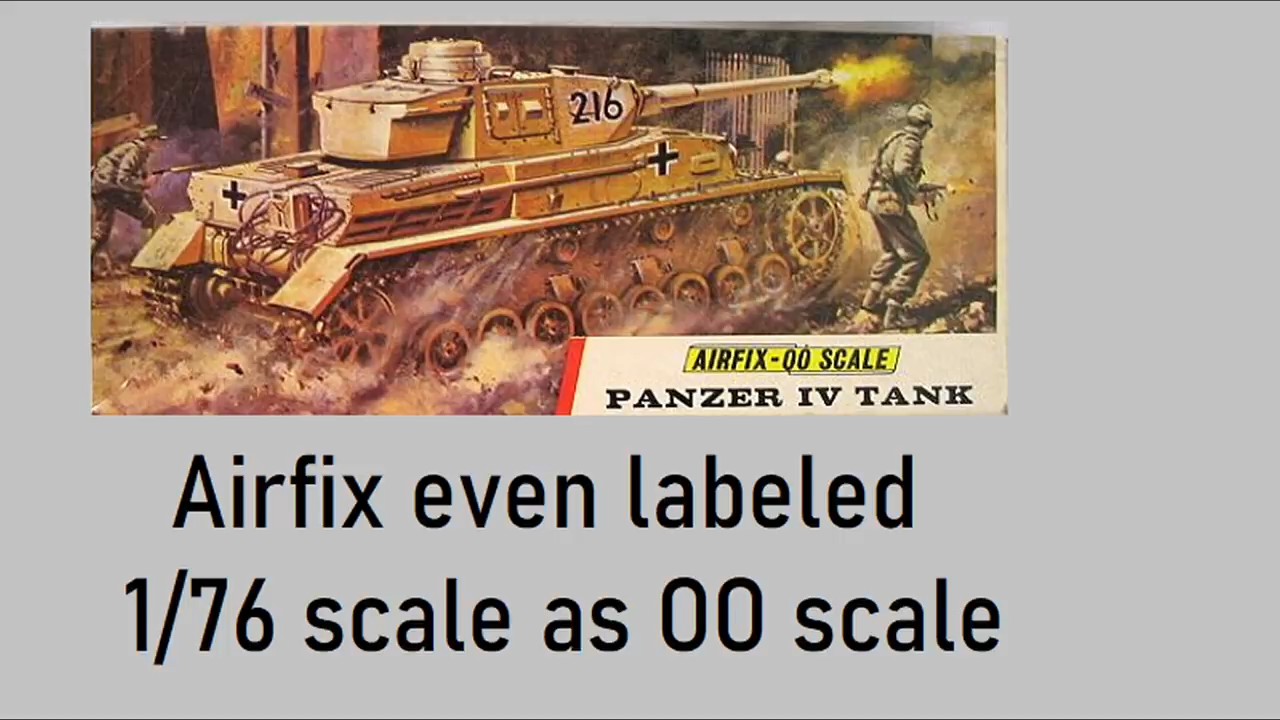 216
AIRFIX-OO SCALE
PANZER IV TANK
Airfix even labeled
1/76 scale as OO scale